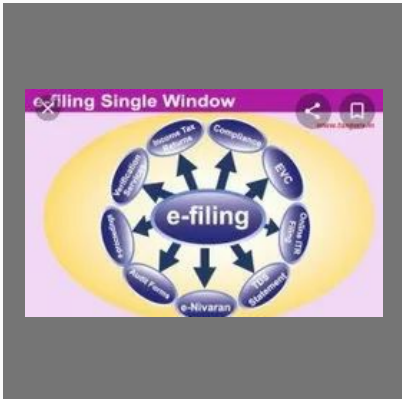 e-filing Single Window
Income Tax
Returns
Compliance
EVC
Online ITR
Filing
TDS
Statement
e-Nivaran
Audit Forms
e-proceedings
Verification
Services
e-filing